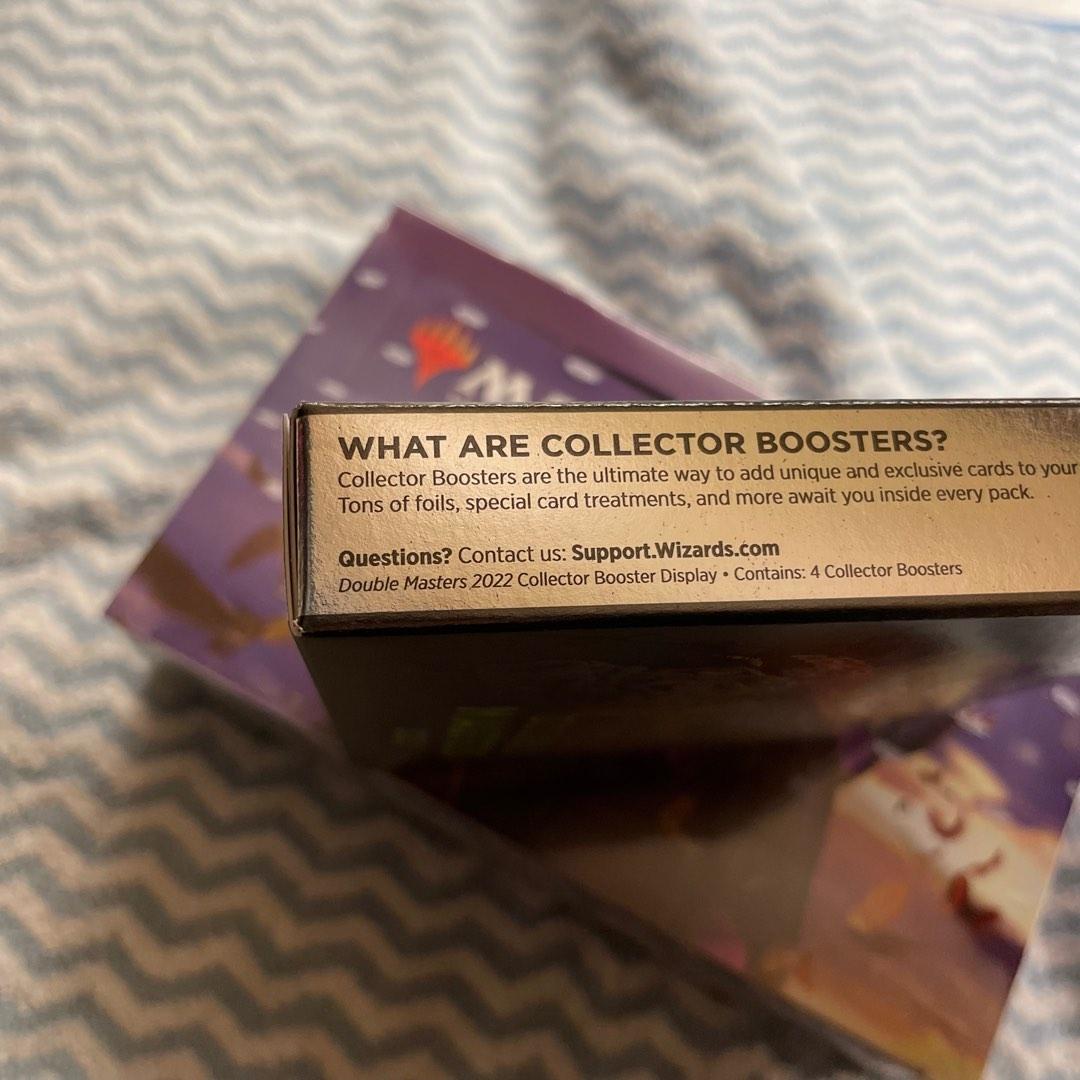 WHAT ARE COLLECTOR BOOSTERS?
Collector Boosters are the ultimate way to add unique and exclusive cards to your
Tons of foils, special card treatments, and more await you inside every pack.
Questions? Contact us: Support.Wizards.com
Double Masters 2022 Collector Booster Display • Contains: 4 Collector Boosters